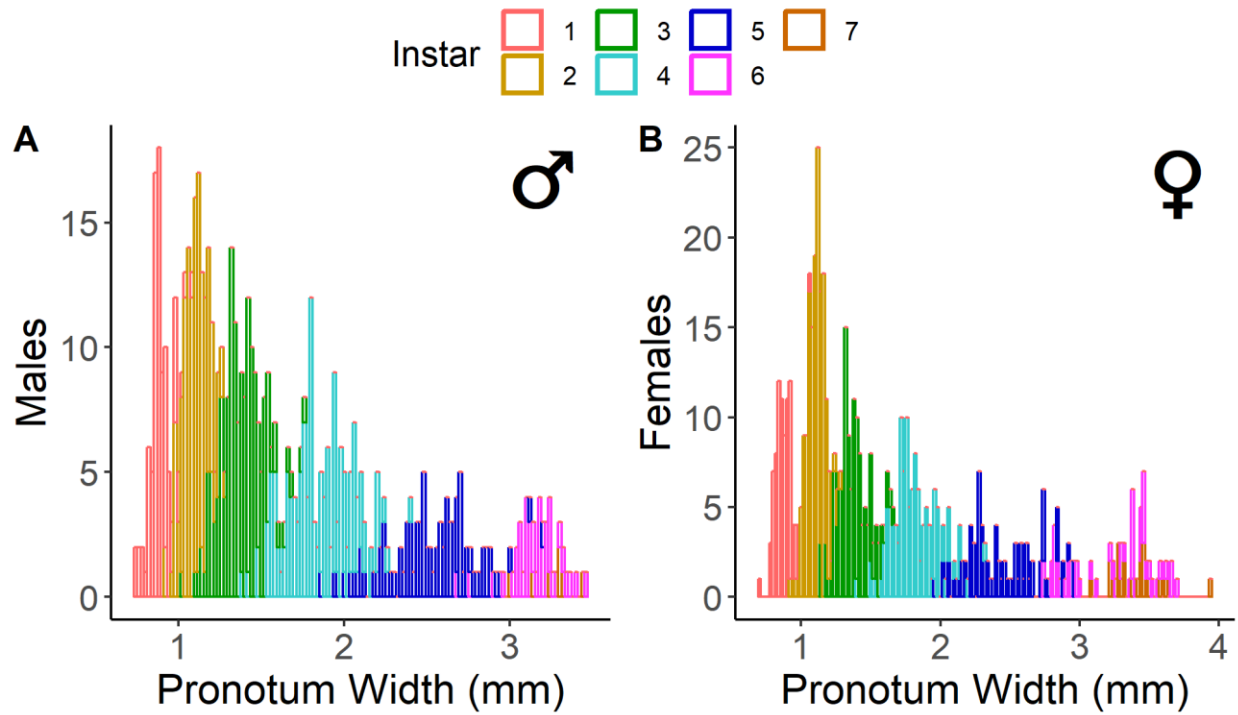 Instar 1 3 5 7
2 4 6
A ♂
B ♀
Males
15
10
5
0
1 2 3
Pronotum Width (mm)
Females
25
20
15
10
5
0
1 2 3 4
Pronotum Width (mm)